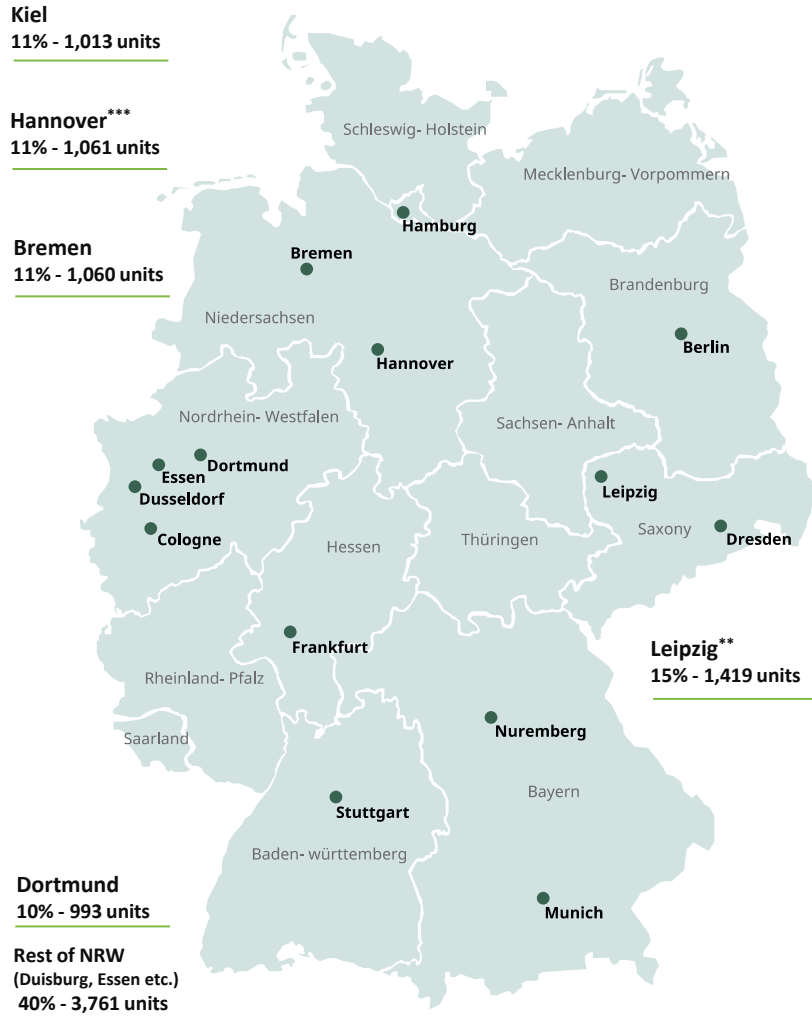 Kiel
11% - 1,013 units
Hannover***
11% - 1,061 units
Bremen
11% - 1,060 units
Schleswig- Holstein
Mecklenburg- Vorpommern
Hamburg
Bremen
Brandenburg
Niedersachsen
Berlin
Hannover
Nordrhein- Westfalen
Sachsen- Anhalt
Dortmund
Essen
Dusseldorf
Leipzig
Cologne
Hessen
Thüringen
Saxony
Dresden
Frankfurt
Leipzig**
15% - 1,419 units
Rheinland- Pfalz
Saarland
Nuremberg
Bayern
Stuttgart
Baden- württemberg
Munich
Dortmund
10% - 993 units
Rest of NRW
(Duisburg, Essen etc.)
40% - 3,761 units